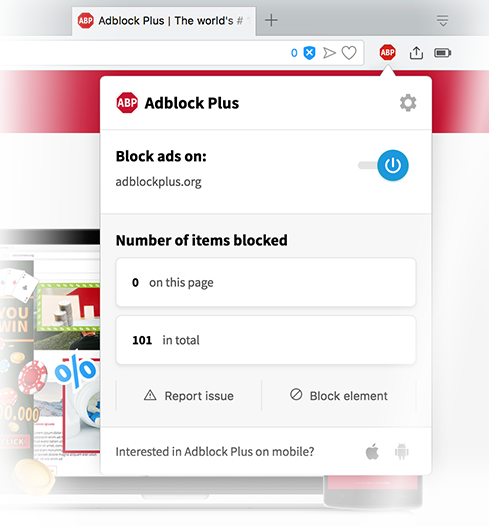 ABP Adblock Plus | The world's #
0
ABP
ABP Adblock Plus
Block ads on:
adblockplus.org
Number of items blocked
0 on this page
101 in total
Report issue
Block element
Interested in Adblock Plus on mobile?
YOU
WIN
%
00.000
CLICK